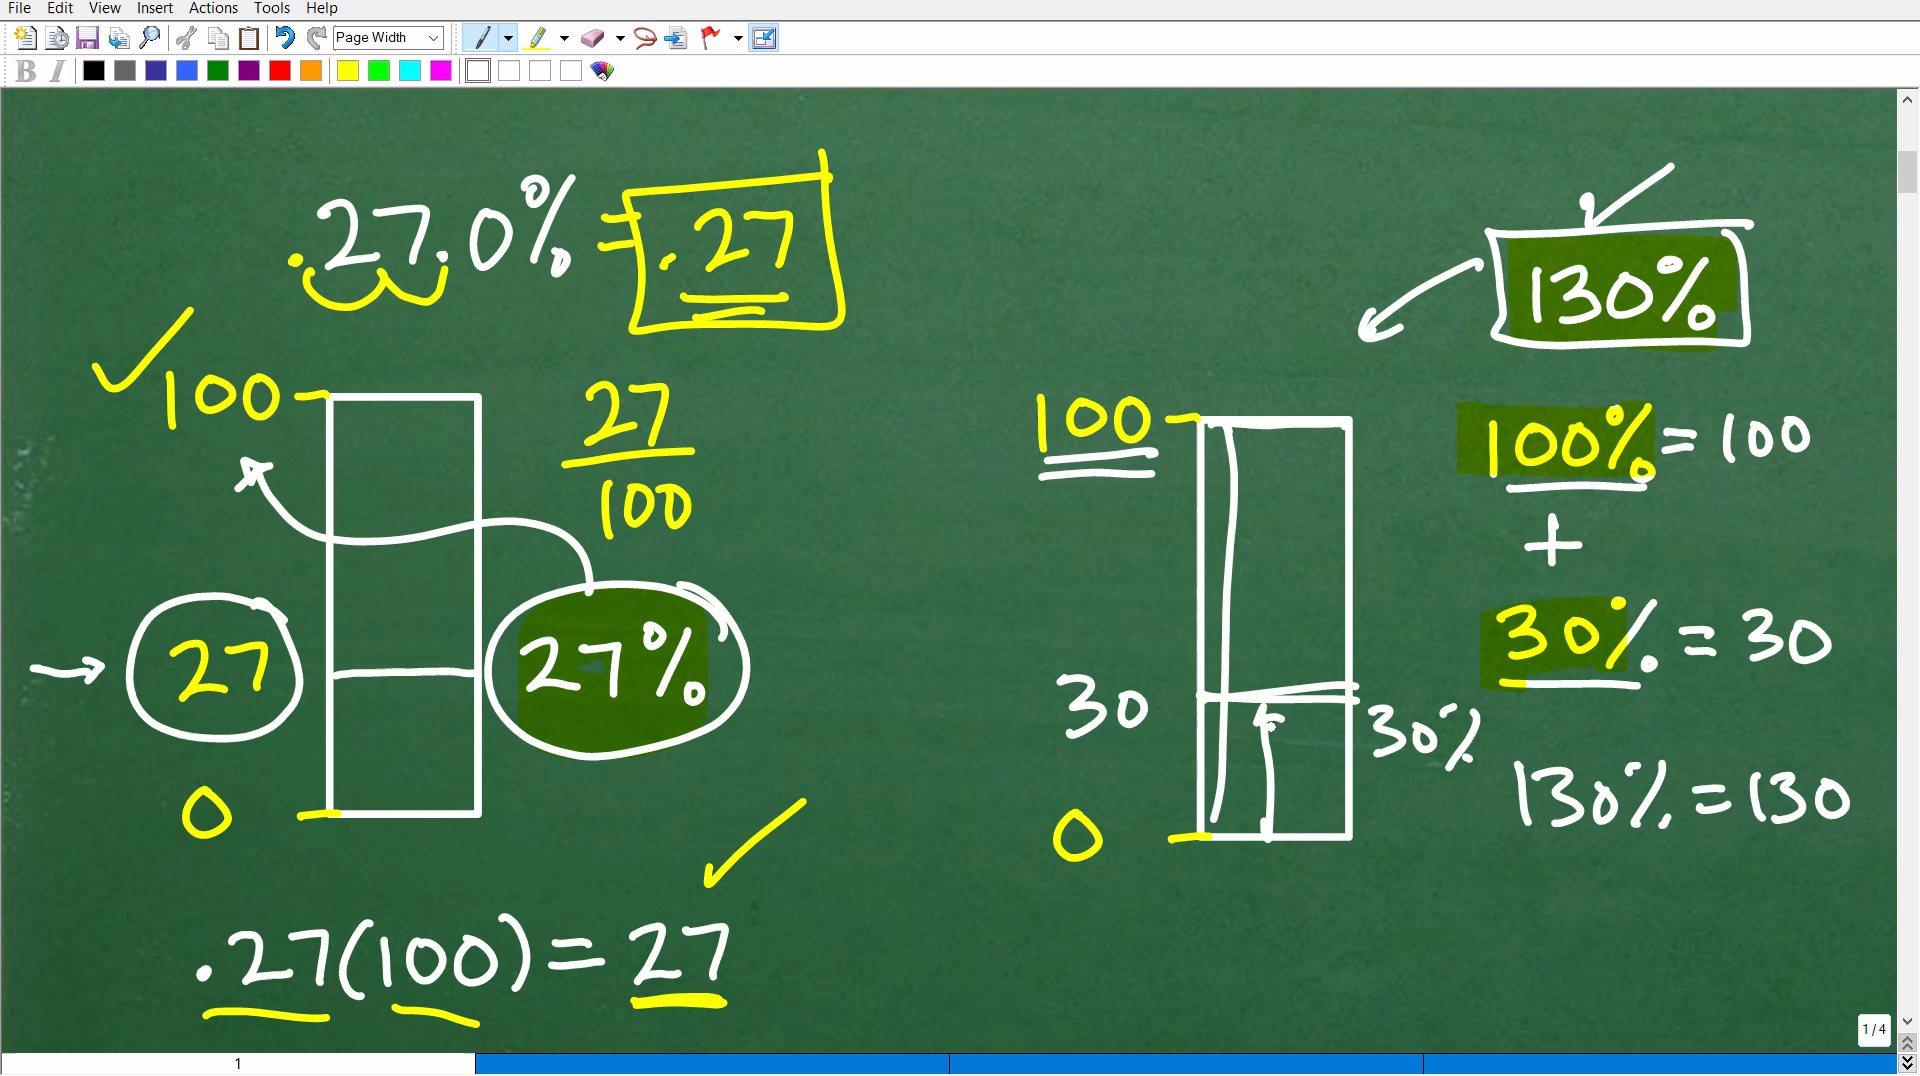 File Edit View Insert Actions Tools Help
Page Width
B I
.27.0% = .27
100
27
100
27
27%
0
.27(100) = 27
130%
100
100% = 100
+
30% = 30
30
30%
130% = 130
0
1 / 4
1